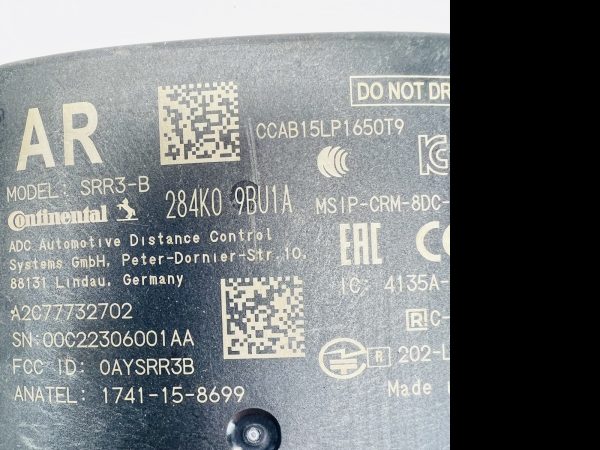 AR
DO NOT DR
CCAB15LP1650T9
MODEL: SRR3-B
Continental
284K0 9BU1A
MSIP-CRM-8DC-
ADC Automotive Distance Control
Systems GmbH, Peter-Dornier-Str. 10.
88131 Lindau, Germany
EAC CE
IC: 4135A-
A2C77732702
SN:00C22306001AA
R C-
FCC ID: OAYSRR3B
R 202-L
ANATEL: 1741-15-8699
Made